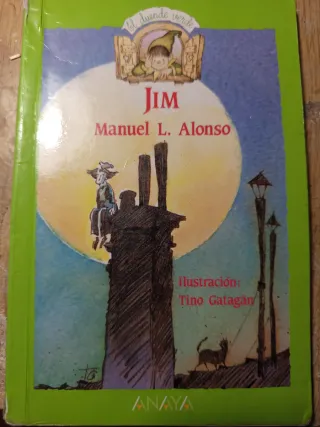 El duende verde
JIM
Manuel L. Alonso
Ilustración:
Tino Gatagán
ANAYA